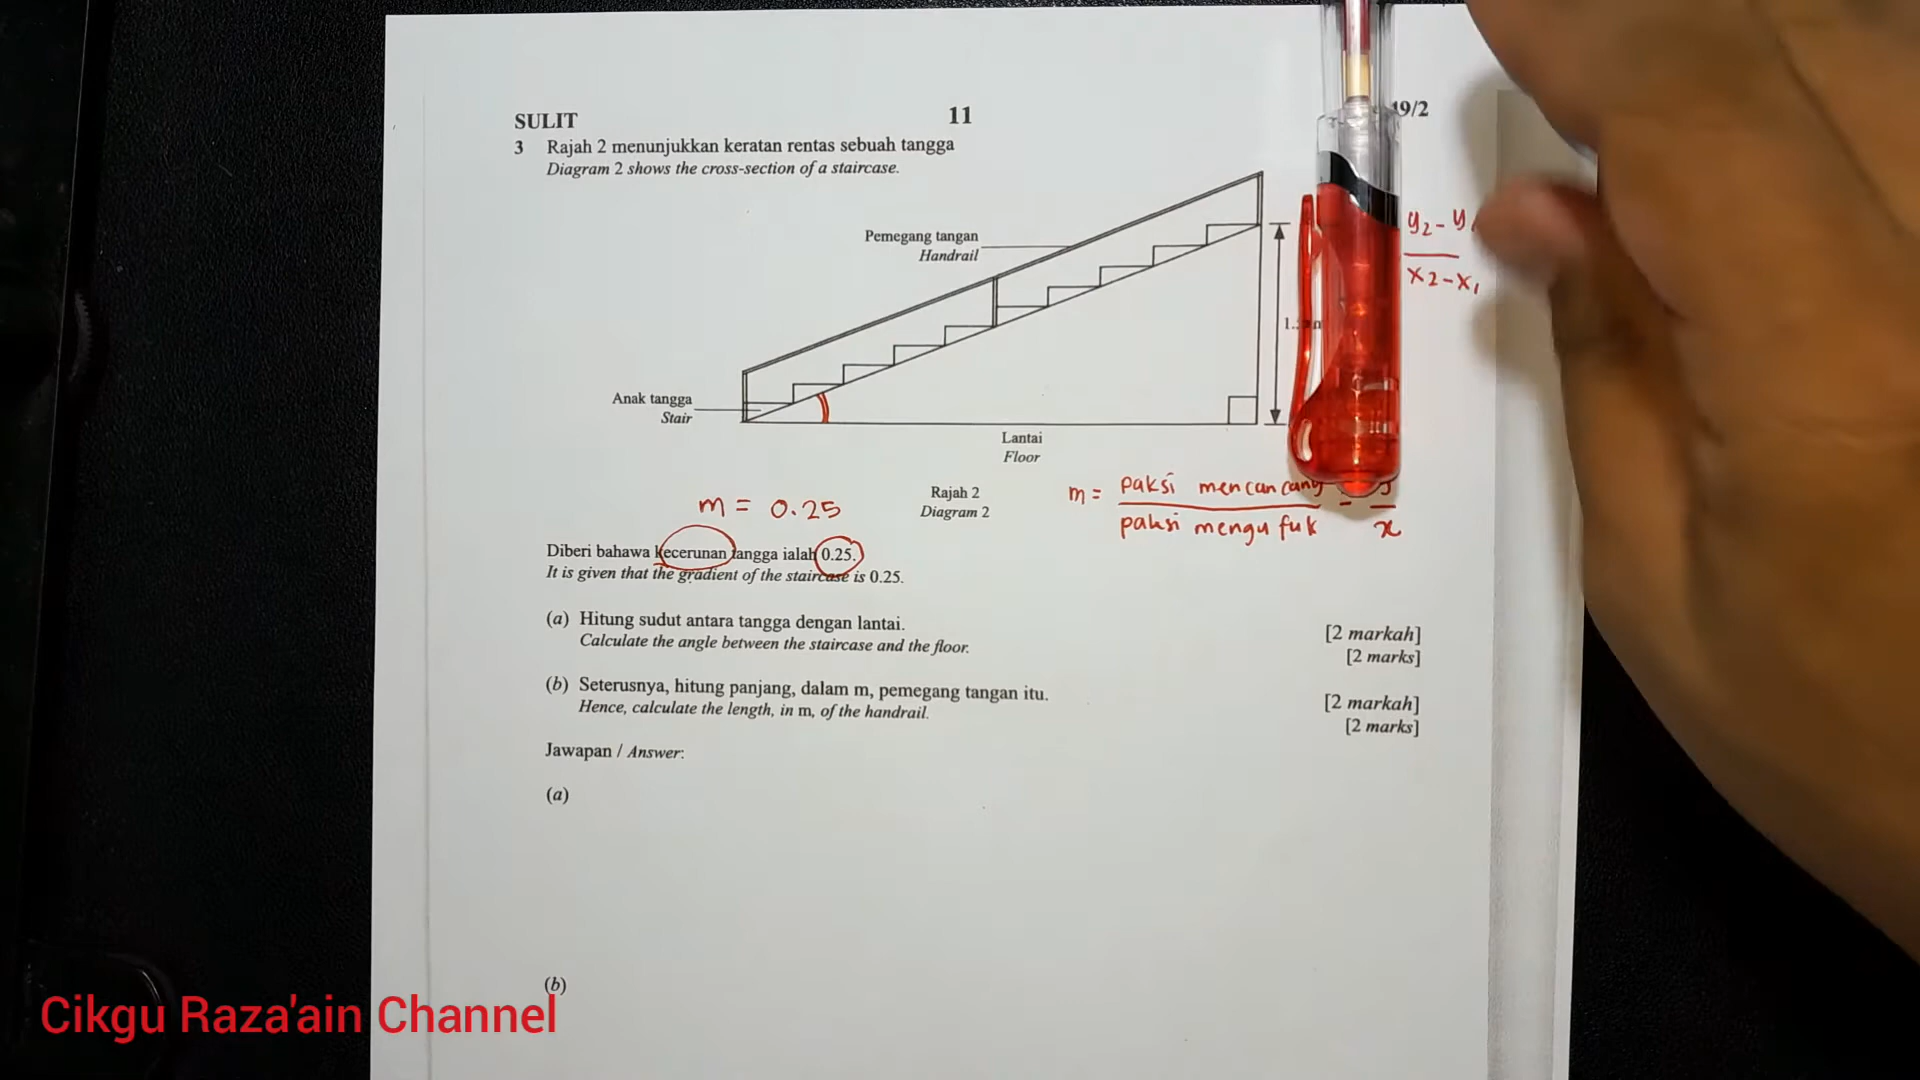 SULIT 11 19/2
3 Rajah 2 menunjukkan keratan rentas sebuah tangga
Diagram 2 shows the cross-section of a staircase.
Pemegang tangan
Handrail
y₂ - y
x₂ - x₁
Anak tangga
Stair
Lantai
Floor
Rajah 2
Diagram 2
m = 0.25
m = paksi mencancang
paksi mengufuk
x
Diberi bahawa kecerunan tangga ialah 0.25.
It is given that the gradient of the staircase is 0.25.
(a) Hitung sudut antara tangga dengan lantai. [2 markah]
Calculate the angle between the staircase and the floor. [2 marks]
(b) Seterusnya, hitung panjang, dalam m, pemegang tangan itu. [2 markah]
Hence, calculate the length, in m, of the handrail. [2 marks]
Jawapan / Answer:
(a)
(b)
Cikgu Raza'ain Channel